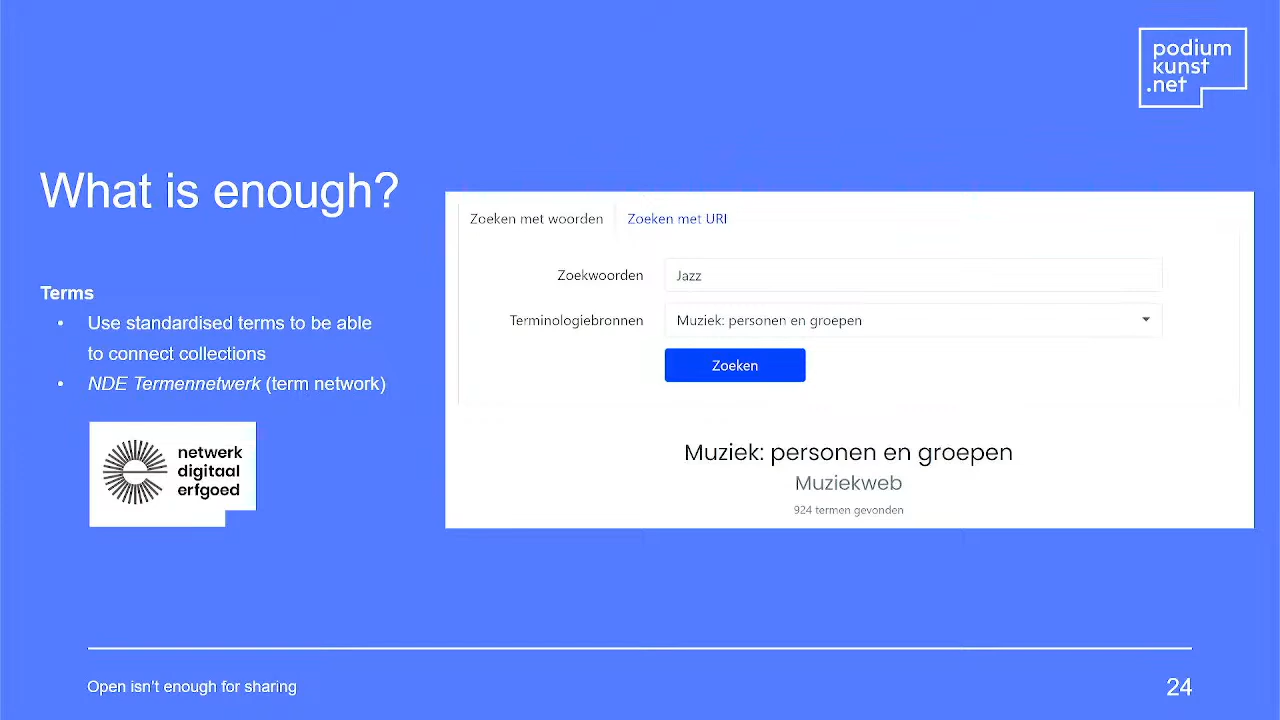 podium
kunst
.net
What is enough?
Terms
• Use standardised terms to be able
to connect collections
• NDE Termennetwerk (term network)
netwerk
digitaal
erfgoed
Zoeken met woorden Zoeken met URI
Zoekwoorden Jazz
Terminologiebronnen Muziek: personen en groepen
Zoeken
Muziek: personen en groepen
Muziekweb
924 termen gevonden
Open isn't enough for sharing
24